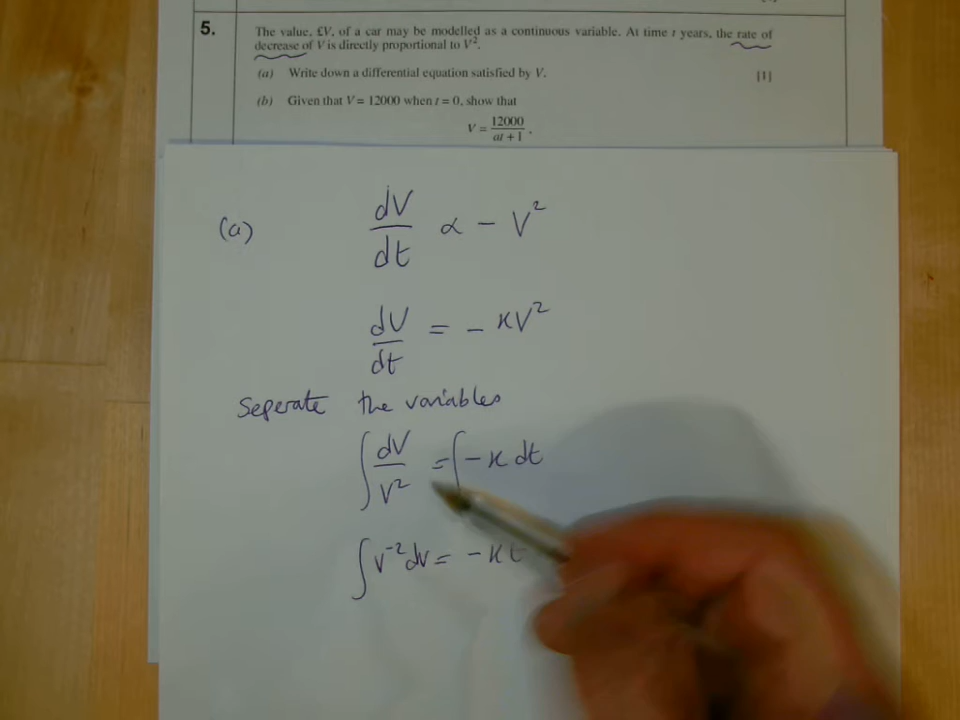 5. The value, £V, of a car may be modelled as a continuous variable. At time t years, the rate of
decrease of V is directly proportional to V².
(a) Write down a differential equation satisfied by V. [1]
(b) Given that V = 12000 when t = 0, show that
V = 12000 / (at + 1) .
(a) dV/dt ∝ - V²
dV/dt = - KV²
Seperate the variables
∫ dV/V² = ∫ -K dt
∫ V⁻² dV = -Kt